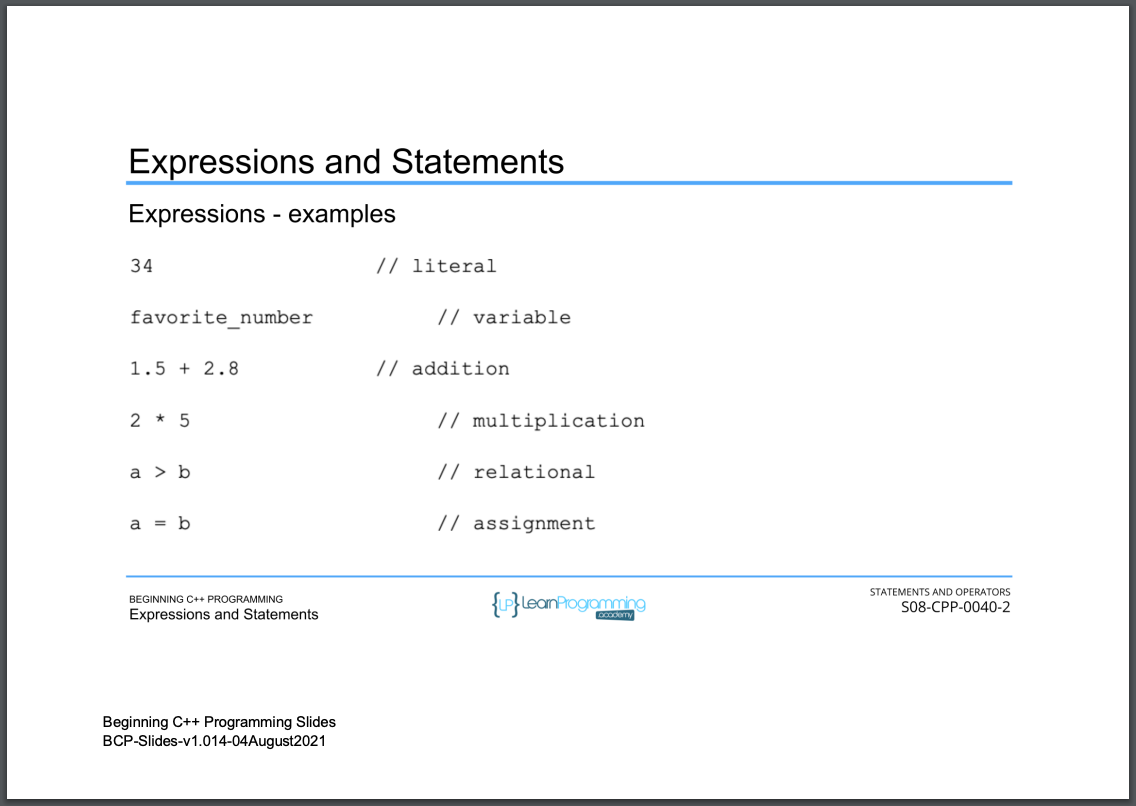 Expressions and Statements
Expressions - examples
34 // literal
favorite_number // variable
1.5 + 2.8 // addition
2 * 5 // multiplication
a > b // relational
a = b // assignment
BEGINNING C++ PROGRAMMING
Expressions and Statements
{LP} LearnProgramming
academy
STATEMENTS AND OPERATORS
S08-CPP-0040-2
Beginning C++ Programming Slides
BCP-Slides-v1.014-04August2021